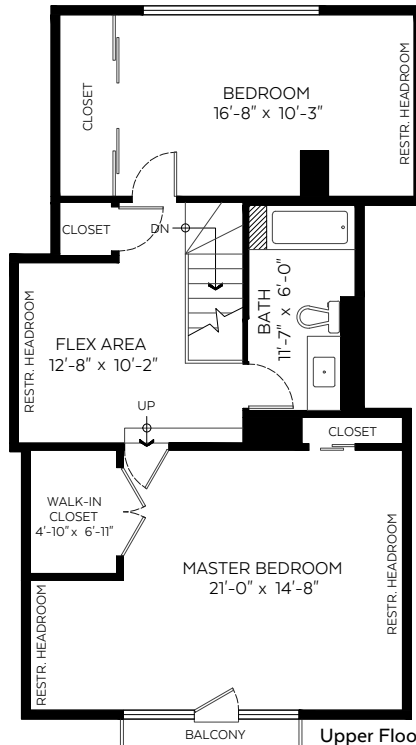 CLOSET
BEDROOM
16'-8" x 10'-3"
RESTR. HEADROOM
CLOSET
DN
BATH
11'-7" x 6'-0"
RESTR. HEADROOM
FLEX AREA
12'-8" x 10'-2"
UP
CLOSET
WALK-IN
CLOSET
4'-10" x 6'-11"
MASTER BEDROOM
21'-0" x 14'-8"
RESTR. HEADROOM
RESTR. HEADROOM
BALCONY
Upper Floo